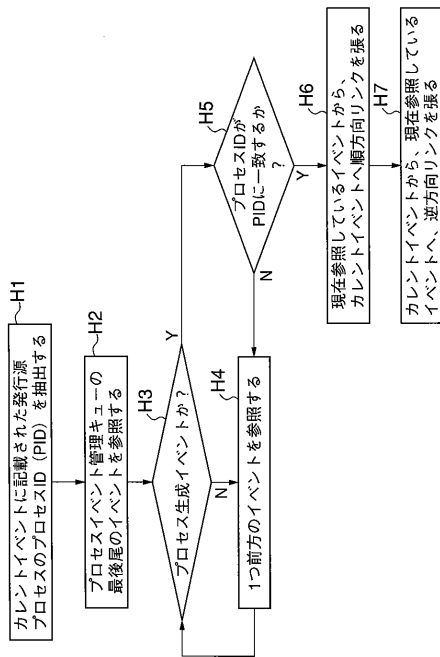 H1
カレントイベントに記載された発行源
プロセスのプロセスID（PID）を抽出する
H2
プロセスイベント管理キューの
最後尾のイベントを参照する
H3
プロセス生成イベントか？
Y
N
H4
1つ前方のイベントを参照する
H5
プロセスIDが
PIDに一致するか
？
N
Y
H6
現在参照しているイベントから、
カレントイベントへ順方向リンクを張る
H7
カレントイベントから、現在参照している
イベントへ、逆方向リンクを張る